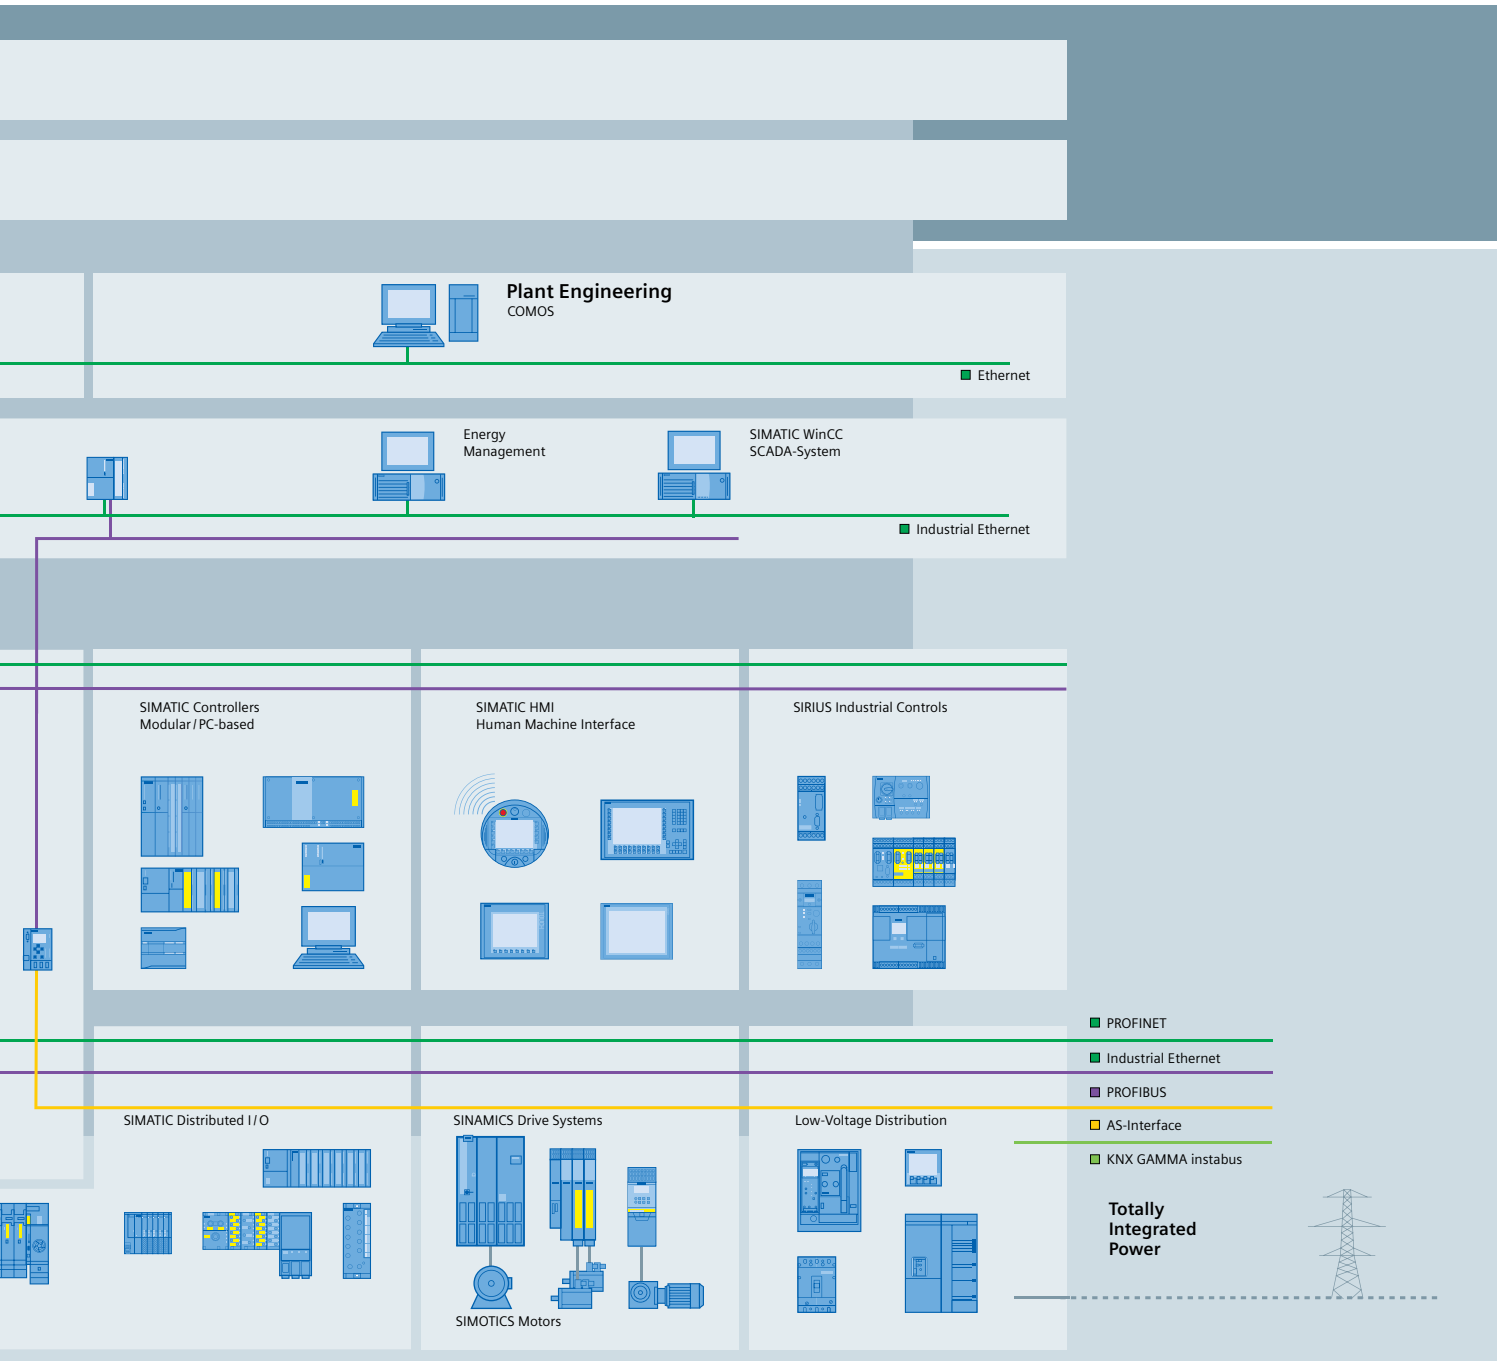 Plant Engineering
COMOS
Ethernet
Energy
Management
SIMATIC WinCC
SCADA-System
Industrial Ethernet
SIMATIC Controllers
Modular/PC-based
SIMATIC HMI
Human Machine Interface
SIRIUS Industrial Controls
PROFINET
Industrial Ethernet
PROFIBUS
AS-Interface
KNX GAMMA instabus
SIMATIC Distributed I/O
SINAMICS Drive Systems
Low-Voltage Distribution
SIMOTICS Motors
Totally
Integrated
Power